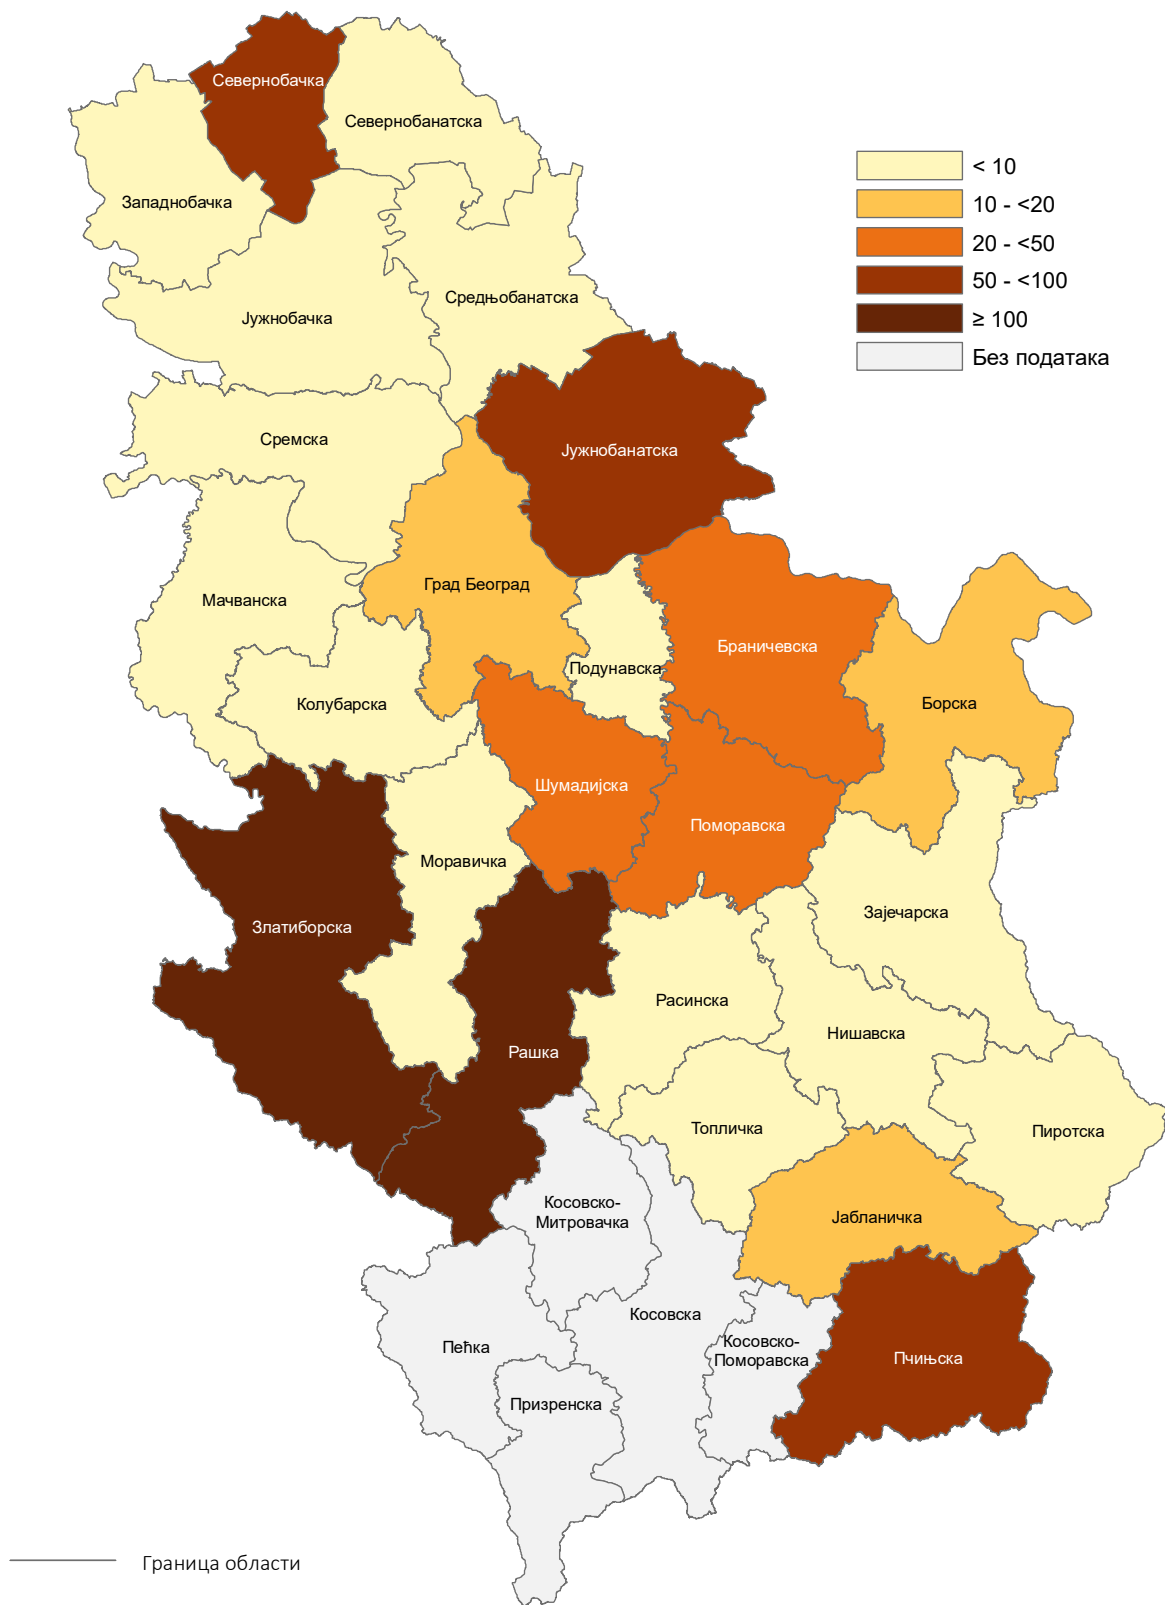 Севернобачка
Севернобанатска
Западнобачка
Средњобанатска
Јужнобачка
Јужнобанатска
Сремска
Град Београд
Мачванска
Подунавска
Браничевска
Колубарска
Борска
Шумадијска
Поморавска
Моравичка
Зајечарска
Златиборска
Расинска
Нишавска
Рашка
Топличка
Пиротска
Косовско-
Митровачка
Јабланичка
Косовска
Пећка
Косовско-
Поморавска
Пчињска
Призренска
< 10
10 - <20
20 - <50
50 - <100
≥ 100
Без података
Граница области